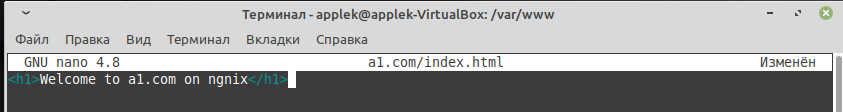 Терминал - applek@applek-VirtualBox: /var/www
Файл Правка Вид Терминал Вкладки Справка
GNU nano 4.8 a1.com/index.html Изменён
<h1>Welcome to a1.com on ngnix</h1>